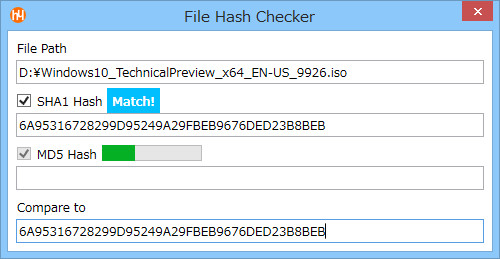 File Hash Checker
File Path
D:¥Windows10_TechnicalPreview_x64_EN-US_9926.iso
SHA1 Hash Match!
6A95316728299D95249A29FBEB9676DED23B8BEB
MD5 Hash
Compare to
6A95316728299D95249A29FBEB9676DED23B8BEB